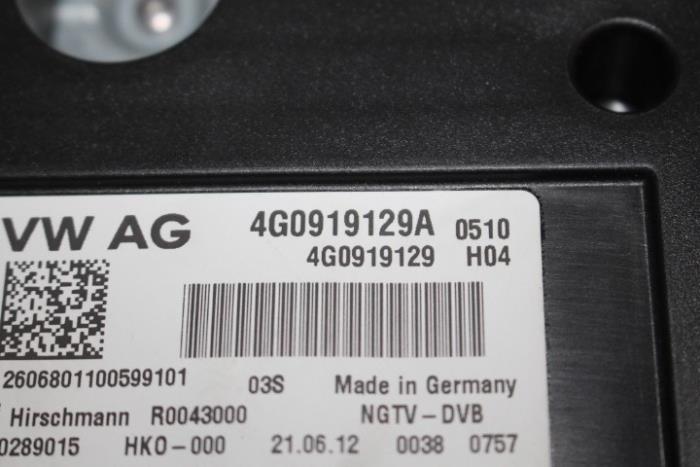 VW AG 4G0919129A 0510
4G0919129 H04
2606801100599101 03S Made in Germany
Hirschmann R0043000 NGTV-DVB
0289015 HK0-000 21.06.12 0038 0757